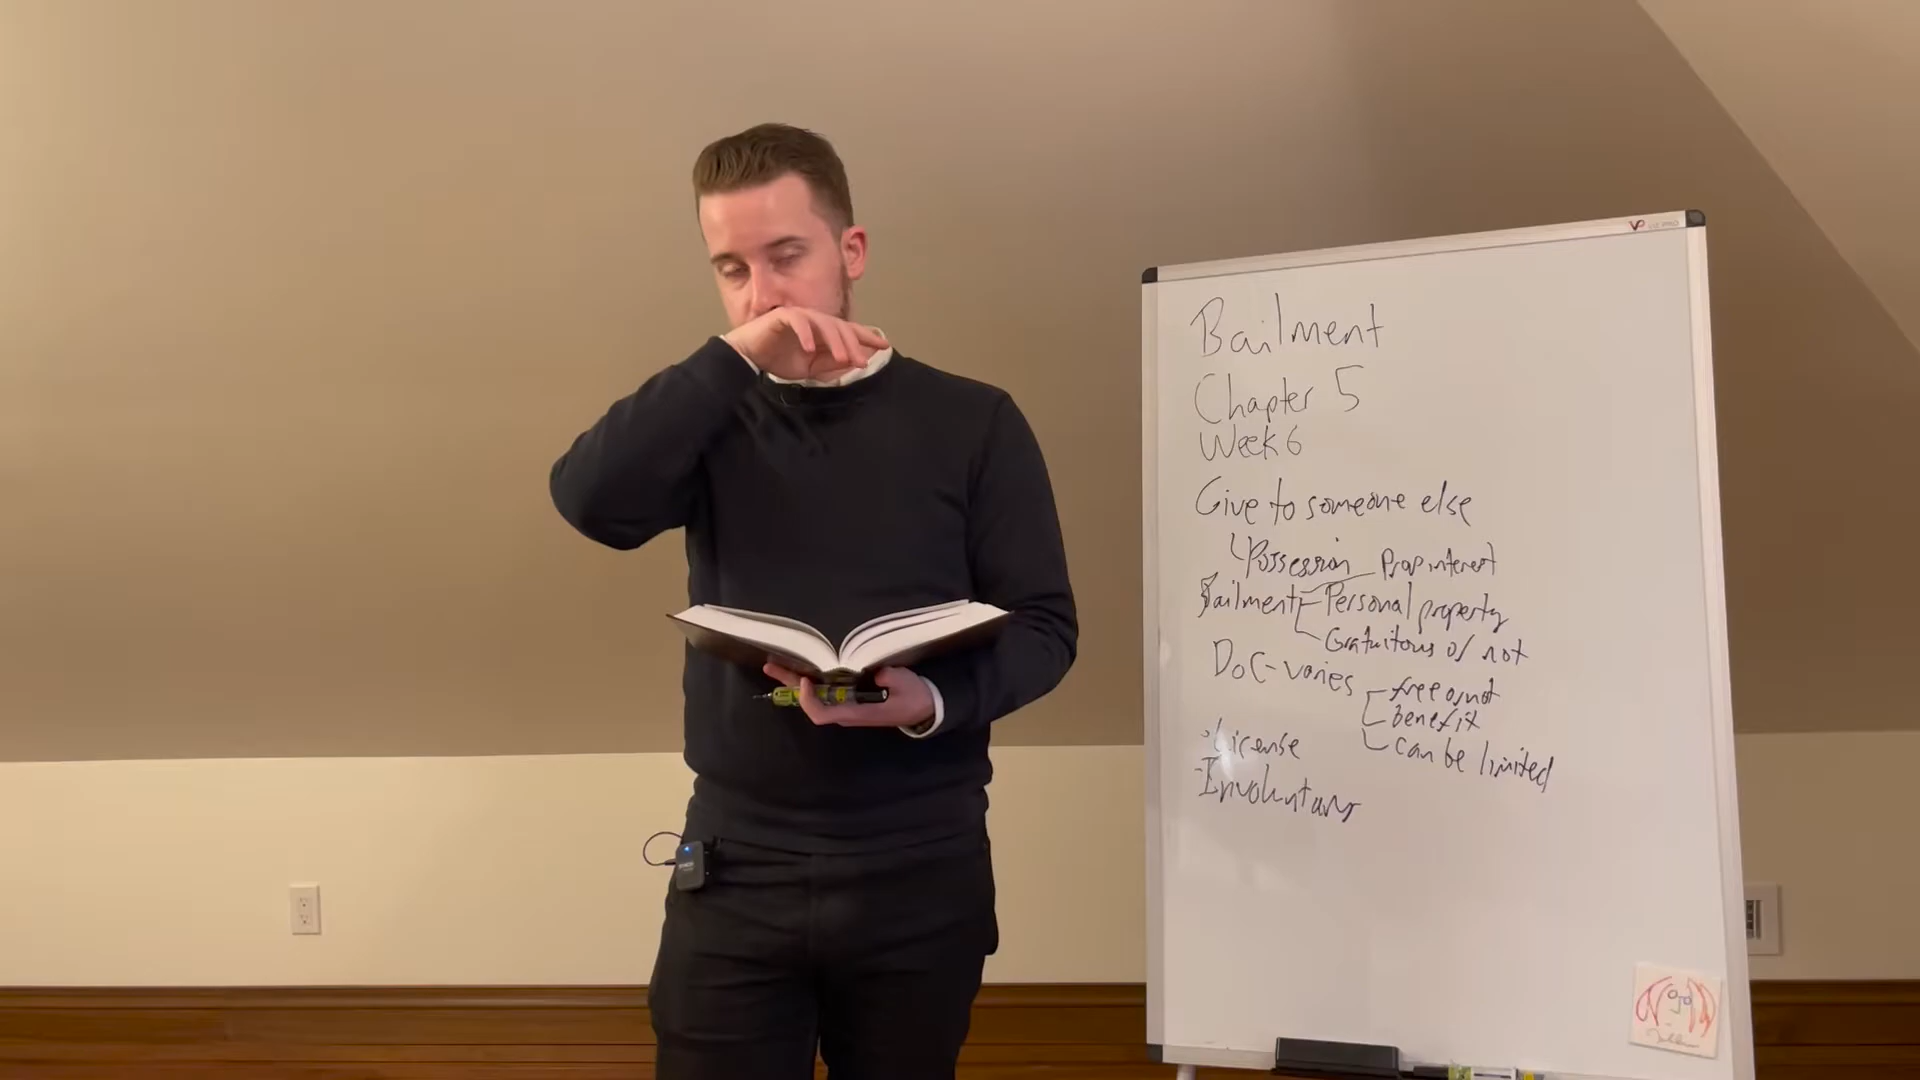 Bailment
Chapter 5
Week 6
Give to someone else
Possession Prop interest
Bailment Personal property
Gratuitous or not
DoC-varies free or not
benefit
can be limited
License
Involuntary